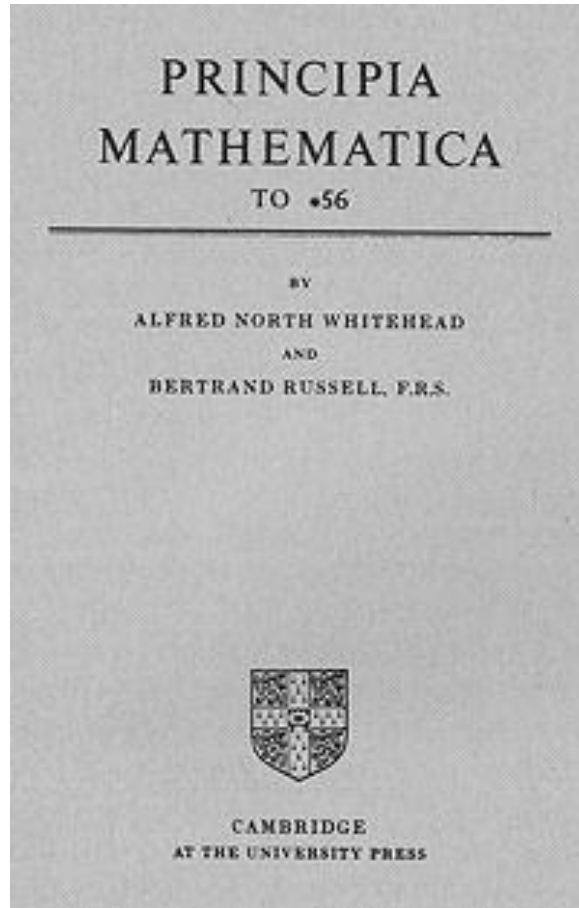 PRINCIPIA
MATHEMATICA
TO *56
BY
ALFRED NORTH WHITEHEAD
AND
BERTRAND RUSSELL, F.R.S.
CAMBRIDGE
AT THE UNIVERSITY PRESS